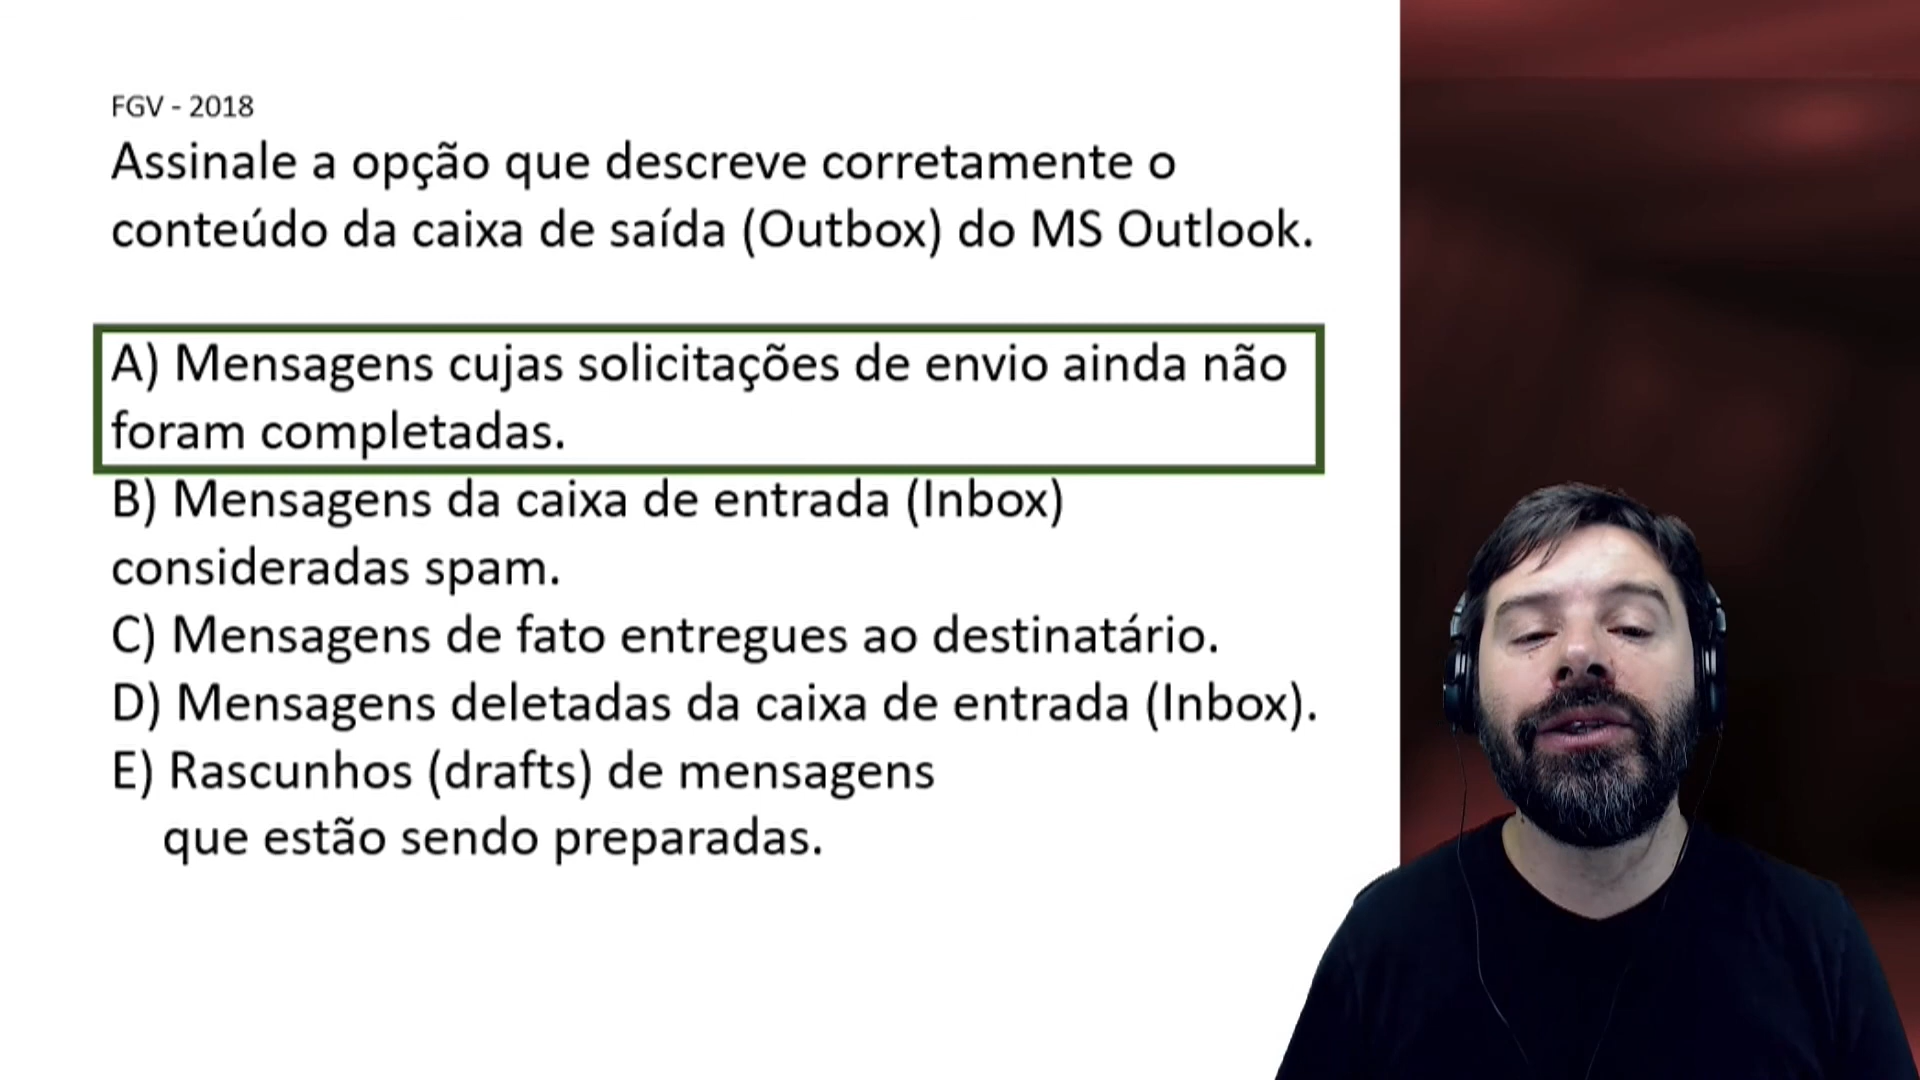 FGV - 2018
Assinale a opção que descreve corretamente o
conteúdo da caixa de saída (Outbox) do MS Outlook.
A) Mensagens cujas solicitações de envio ainda não
foram completadas.
B) Mensagens da caixa de entrada (Inbox)
consideradas spam.
C) Mensagens de fato entregues ao destinatário.
D) Mensagens deletadas da caixa de entrada (Inbox).
E) Rascunhos (drafts) de mensagens
que estão sendo preparadas.